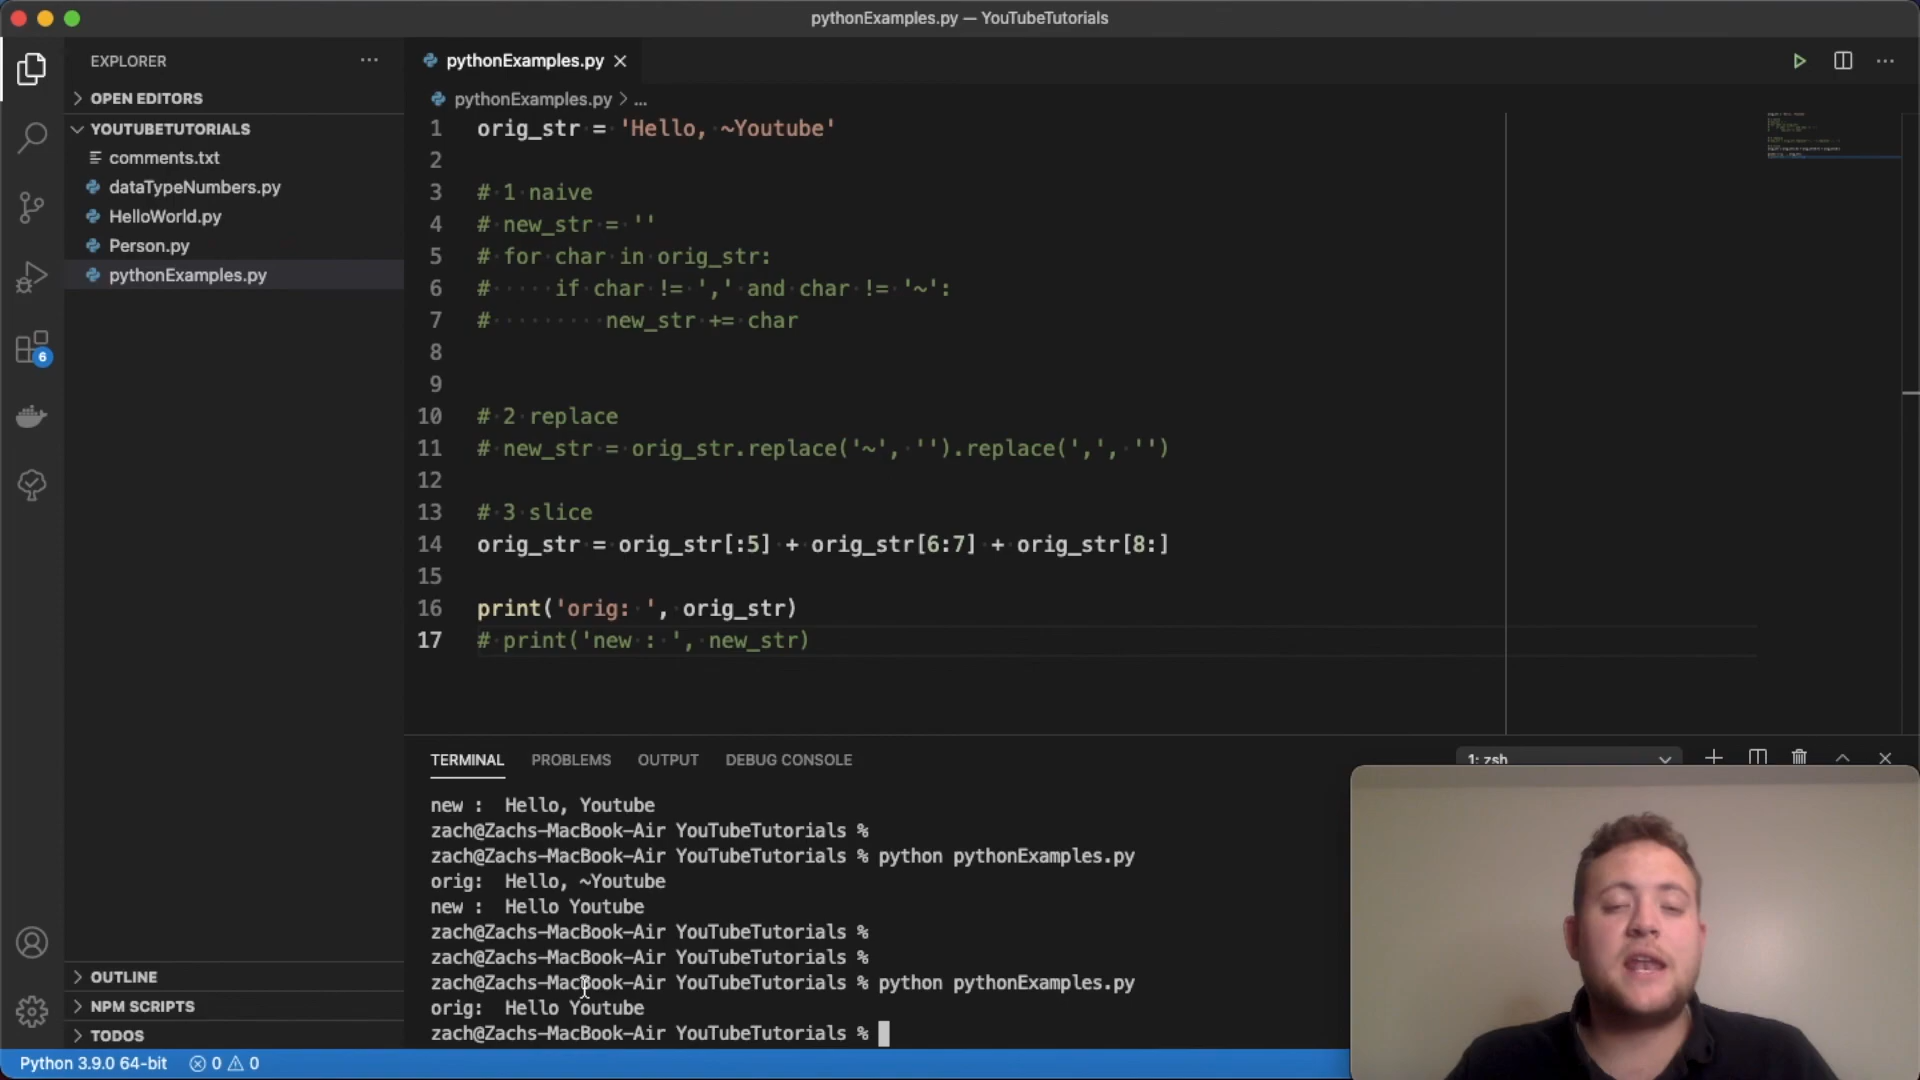 pythonExamples.py — YouTubeTutorials
EXPLORER
OPEN EDITORS
YOUTUBETUTORIALS
comments.txt
dataTypeNumbers.py
HelloWorld.py
Person.py
pythonExamples.py
6
OUTLINE
NPM SCRIPTS
TODOS
pythonExamples.py
pythonExamples.py > ...
1 orig_str = 'Hello, ~Youtube'
2
3 # 1 naive
4 # new_str = ''
5 # for char in orig_str:
6 #     if char != ',' and char != '~':
7 #         new_str += char
8
9
10 # 2 replace
11 # new_str = orig_str.replace('~', '').replace(',', '')
12
13 # 3 slice
14 orig_str = orig_str[:5] + orig_str[6:7] + orig_str[8:]
15
16 print('orig: ', orig_str)
17 # print('new : ', new_str)
TERMINAL PROBLEMS OUTPUT DEBUG CONSOLE
1: zsh
new :  Hello, Youtube
zach@Zachs-MacBook-Air YouTubeTutorials %
zach@Zachs-MacBook-Air YouTubeTutorials % python pythonExamples.py
orig:  Hello, ~Youtube
new :  Hello Youtube
zach@Zachs-MacBook-Air YouTubeTutorials %
zach@Zachs-MacBook-Air YouTubeTutorials %
zach@Zachs-MacBook-Air YouTubeTutorials % python pythonExamples.py
orig:  Hello Youtube
zach@Zachs-MacBook-Air YouTubeTutorials %
Python 3.9.0 64-bit 0 0